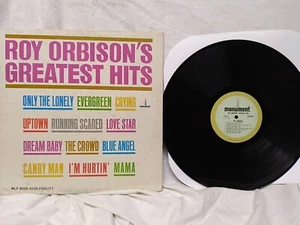 ROY ORBISON'S
GREATEST HITS
ONLY THE LONELY EVERGREEN CRYING
UPTOWN RUNNING SCARED LOVE STAR
DREAM BABY THE CROWD BLUE ANGEL
CANDY MAN I'M HURTIN' MAMA
monument